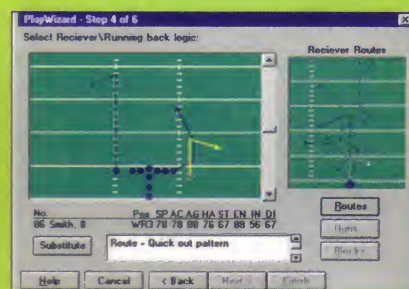 PlayWizard - Step 4 of 6
Select Reciever\Running back logic:
Reciever Routes
No. Pos SP AC AG HA ST EN IN DI
86 Smith, B WR3 78 78 88 76 67 88 56 67
Routes
Runs
Blocks
Substitute
Route - Quick out pattern
Help
Cancel
< Back
Next >
Finish